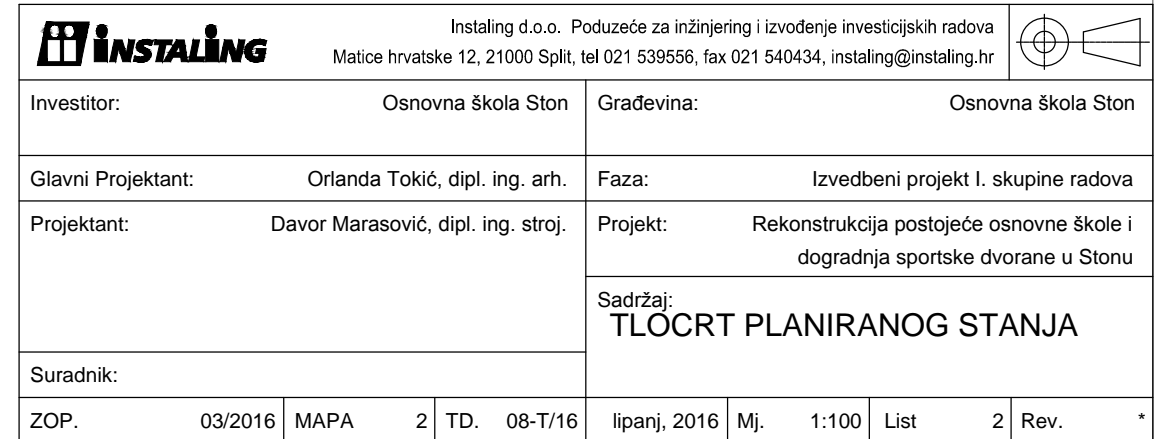 INSTALING
Instaling d.o.o. Poduzeće za inžinjering i izvođenje investicijskih radova
Matice hrvatske 12, 21000 Split, tel 021 539556, fax 021 540434, instaling@instaling.hr
Investitor: Osnovna škola Ston
Građevina: Osnovna škola Ston
Glavni Projektant: Orlanda Tokić, dipl. ing. arh.
Faza: Izvedbeni projekt I. skupine radova
Projektant: Davor Marasović, dipl. ing. stroj.
Projekt: Rekonstrukcija postojeće osnovne škole i
dogradnja sportske dvorane u Stonu
Sadržaj:
TLOCRT PLANIRANOG STANJA
Suradnik:
ZOP. 03/2016 MAPA 2 TD. 08-T/16 lipanj, 2016 Mj. 1:100 List 2 Rev. *